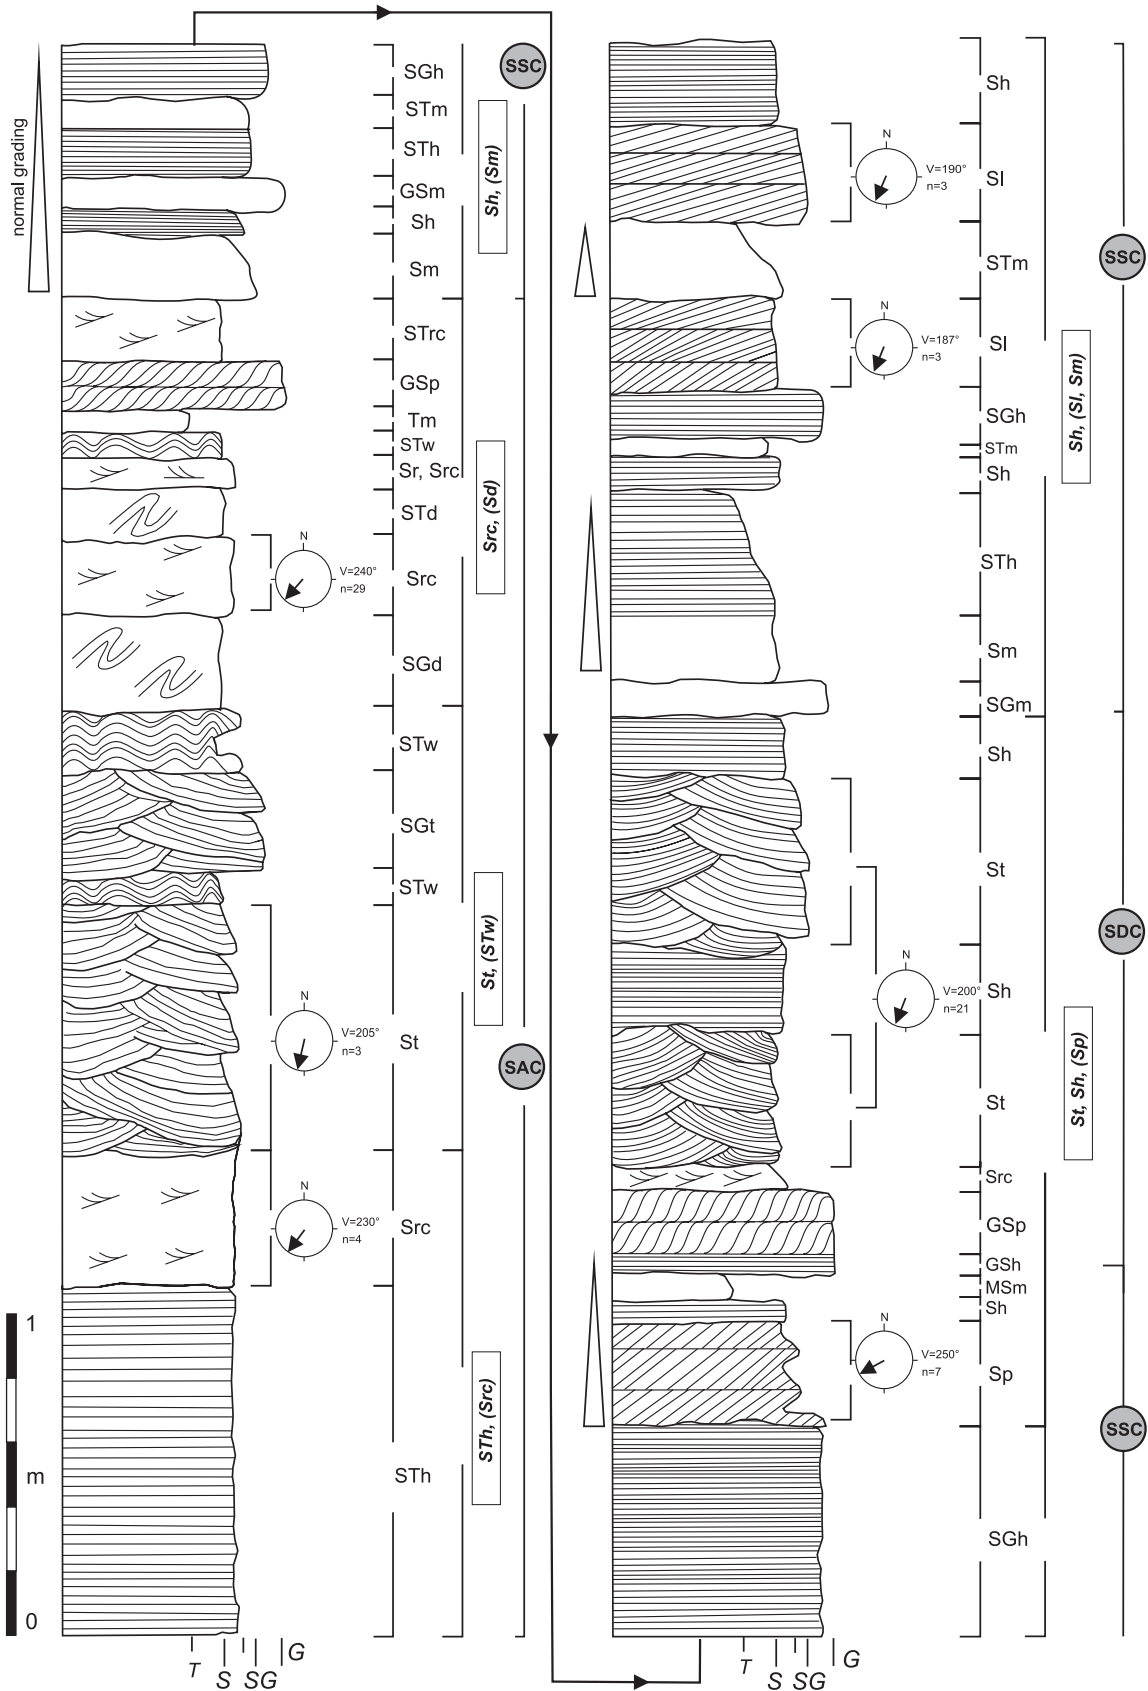 normal grading
SGh
STm
STh
GSm
Sh
Sm
STrc
GSp
Tm
STw
Sr, Src
STd
Src
SGd
STw
SGt
STw
St
Src
STh
N
V=240°
n=29
N
V=205°
n=3
N
V=230°
n=4
Sh, (Sm)
Src, (Sd)
St, (STw)
STh, (Src)
SSC
SAC
1
m
0
T
S
SG
G
Sh
Sl
STm
Sl
SGh
STm
Sh
STh
Sm
SGm
Sh
St
Sh
St
Src
GSp
GSh
MSm
Sh
Sp
SGh
N
V=190°
n=3
N
V=187°
n=3
N
V=200°
n=21
N
V=250°
n=7
Sh, (Sl, Sm)
St, Sh, (Sp)
SSC
SDC
SSC
T
S
SG
G